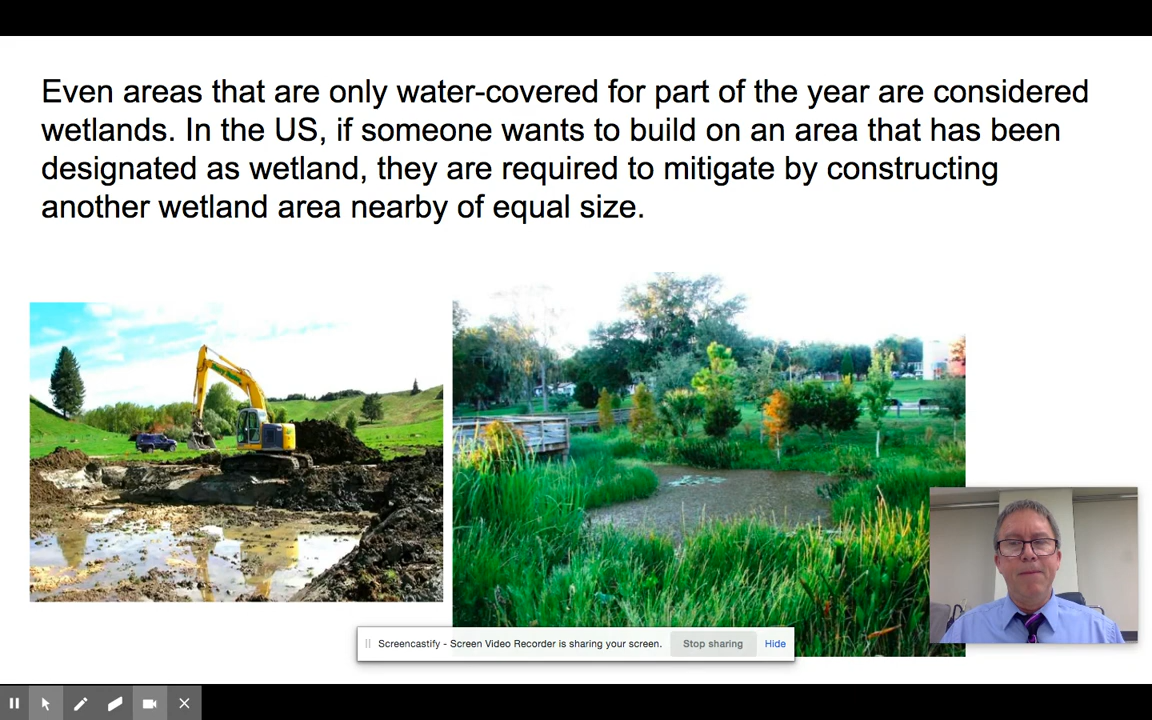 Even areas that are only water-covered for part of the year are considered
wetlands. In the US, if someone wants to build on an area that has been
designated as wetland, they are required to mitigate by constructing
another wetland area nearby of equal size.
Screencastify - Screen Video Recorder is sharing your screen. Stop sharing Hide